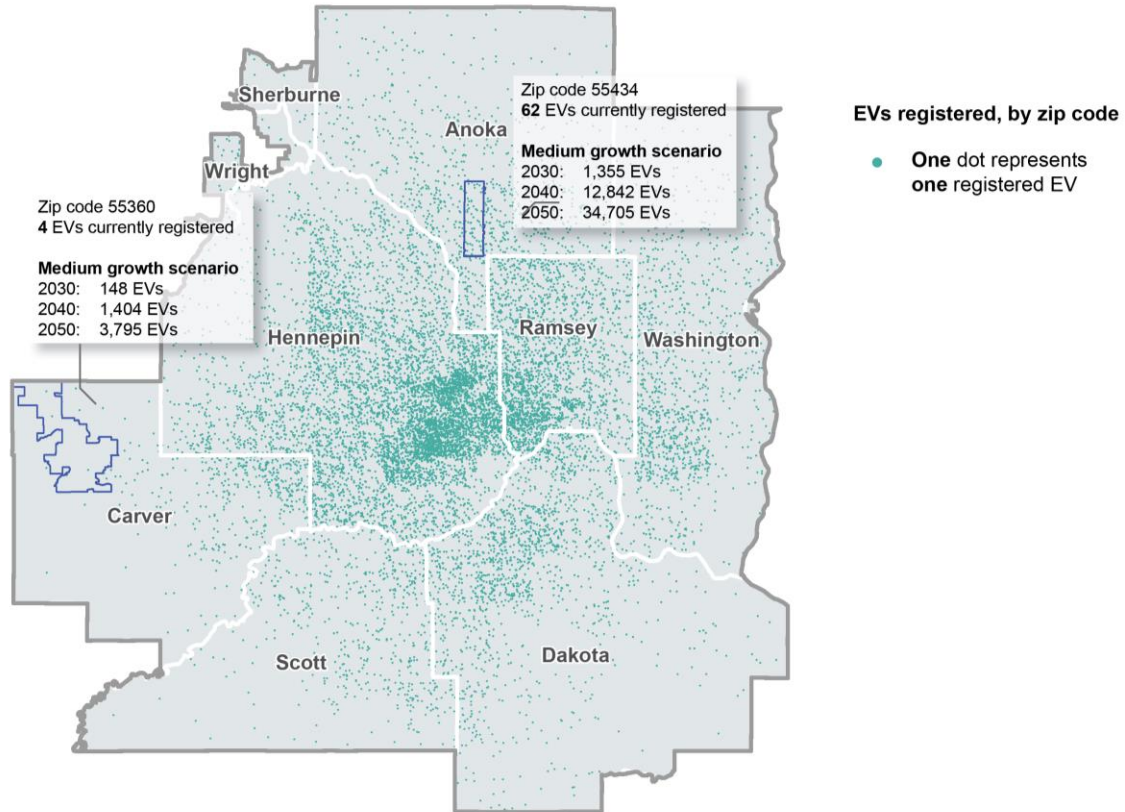 Sherburne
Anoka
Wright
Zip code 55434
62 EVs currently registered
Medium growth scenario
2030: 1,355 EVs
2040: 12,842 EVs
2050: 34,705 EVs
EVs registered, by zip code
One dot represents
one registered EV
Zip code 55360
4 EVs currently registered
Medium growth scenario
2030: 148 EVs
2040: 1,404 EVs
2050: 3,795 EVs
Hennepin
Ramsey
Washington
Carver
Scott
Dakota